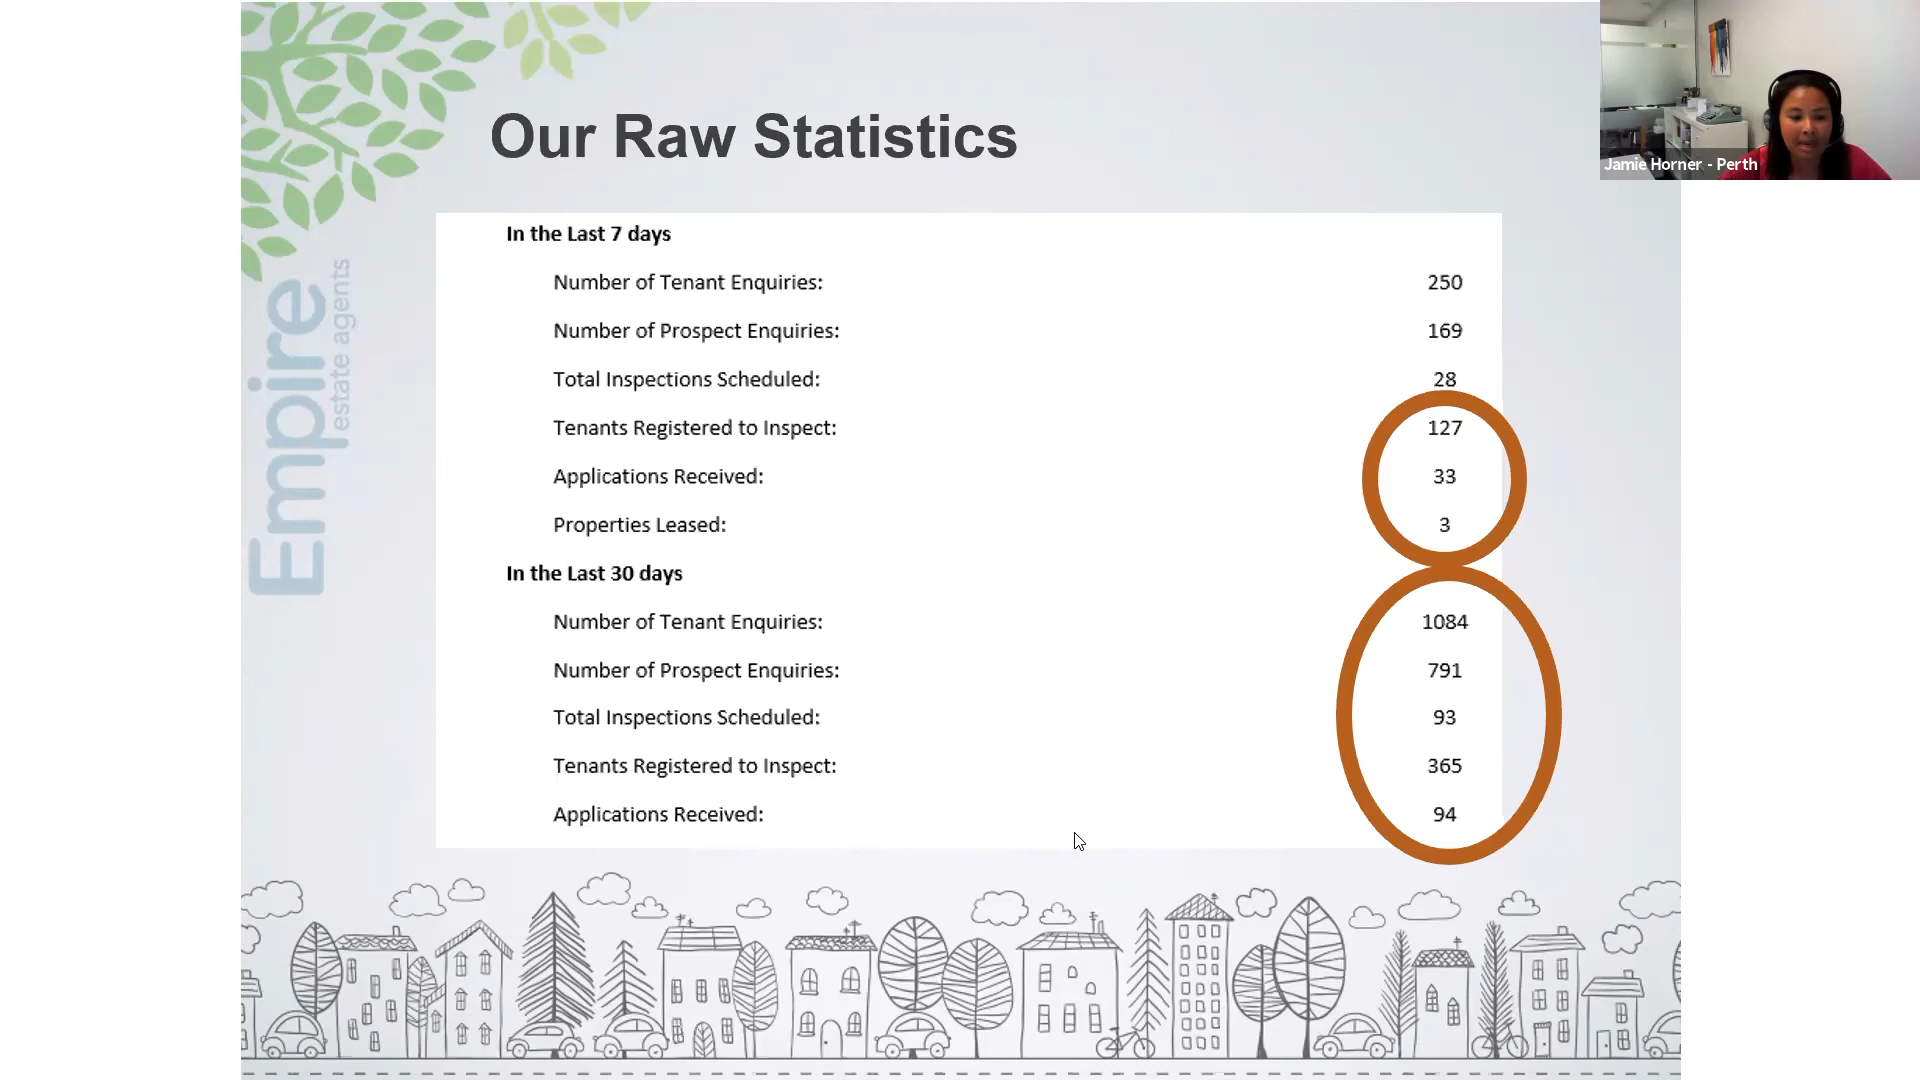 Our Raw Statistics
Jamie Horner - Perth
Empire
estate agents
In the Last 7 days
Number of Tenant Enquiries: 250
Number of Prospect Enquiries: 169
Total Inspections Scheduled: 28
Tenants Registered to Inspect: 127
Applications Received: 33
Properties Leased: 3
In the Last 30 days
Number of Tenant Enquiries: 1084
Number of Prospect Enquiries: 791
Total Inspections Scheduled: 93
Tenants Registered to Inspect: 365
Applications Received: 94